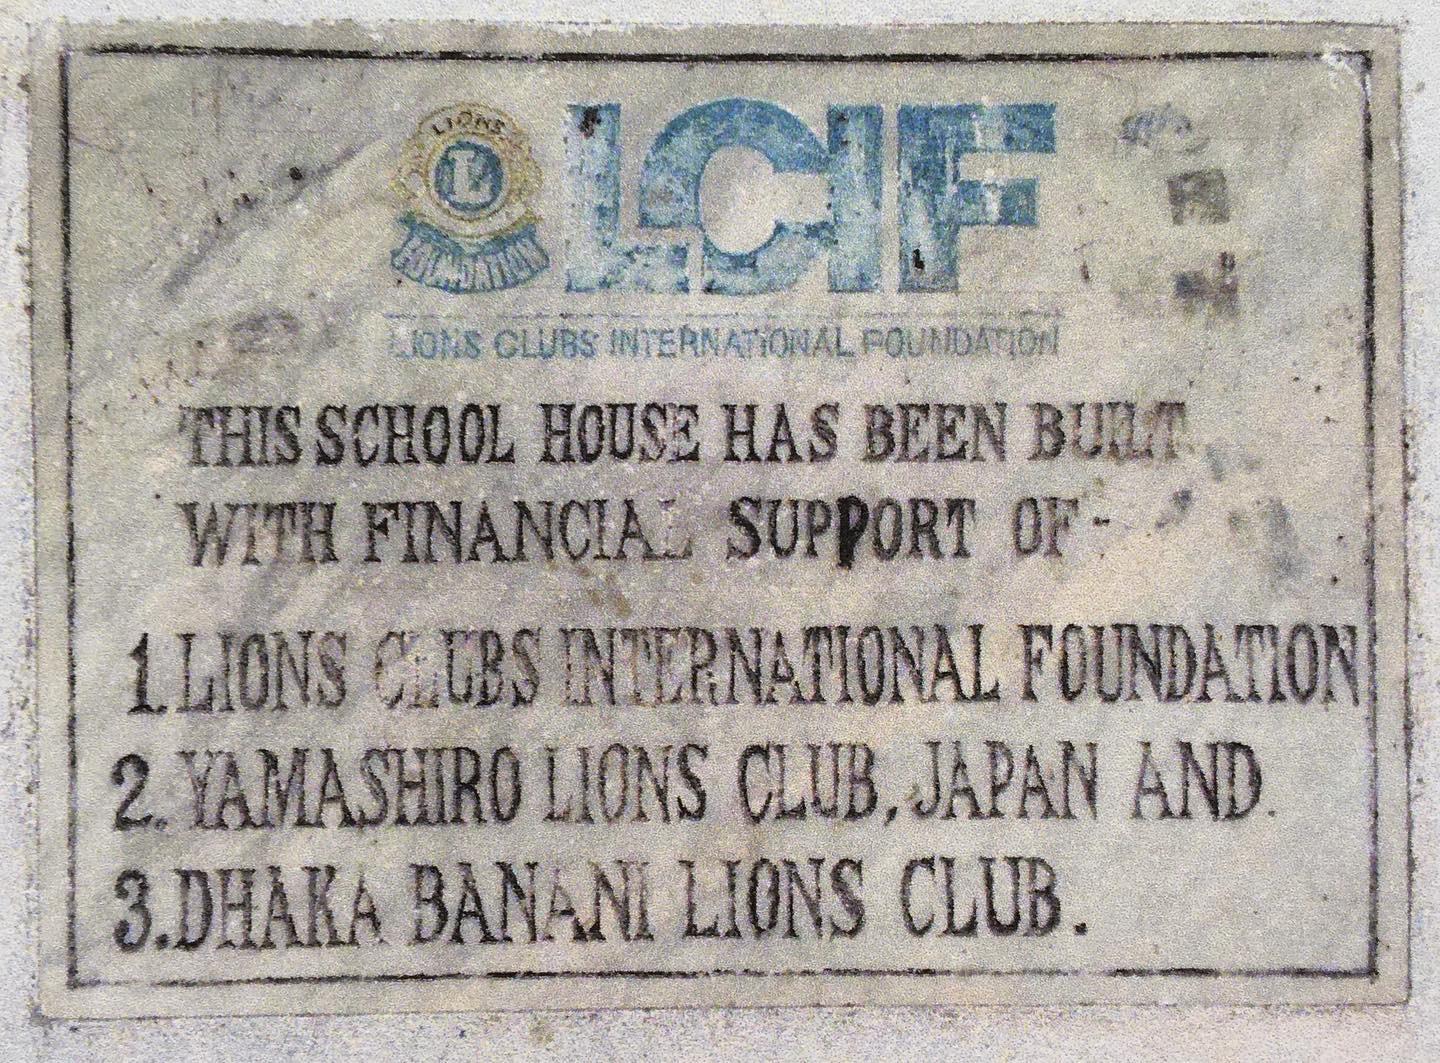 LIONS
L
FOUNDATION
LCIF
LIONS CLUBS INTERNATIONAL FOUNDATION
THIS SCHOOL HOUSE HAS BEEN BUILT
WITH FINANCIAL SUPPORT OF-
1. LIONS CLUBS INTERNATIONAL FOUNDATION
2. YAMASHIRO LIONS CLUB, JAPAN AND
3. DHAKA BANANI LIONS CLUB.